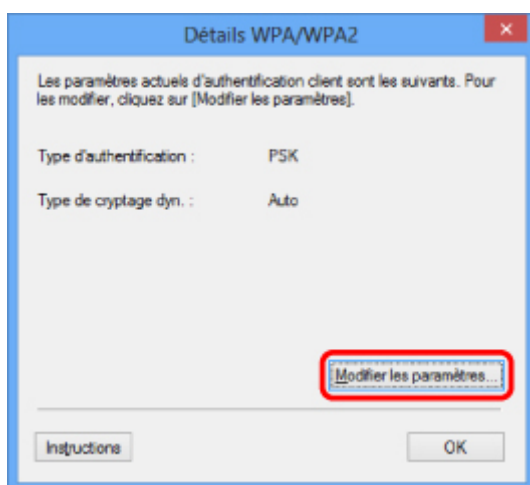 Détails WPA/WPA2
Les paramètres actuels d'authentification client sont les suivants. Pour
les modifier, cliquez sur [Modifier les paramètres].
Type d'authentification : PSK
Type de cryptage dyn. : Auto
Modifier les paramètres...
Instructions OK